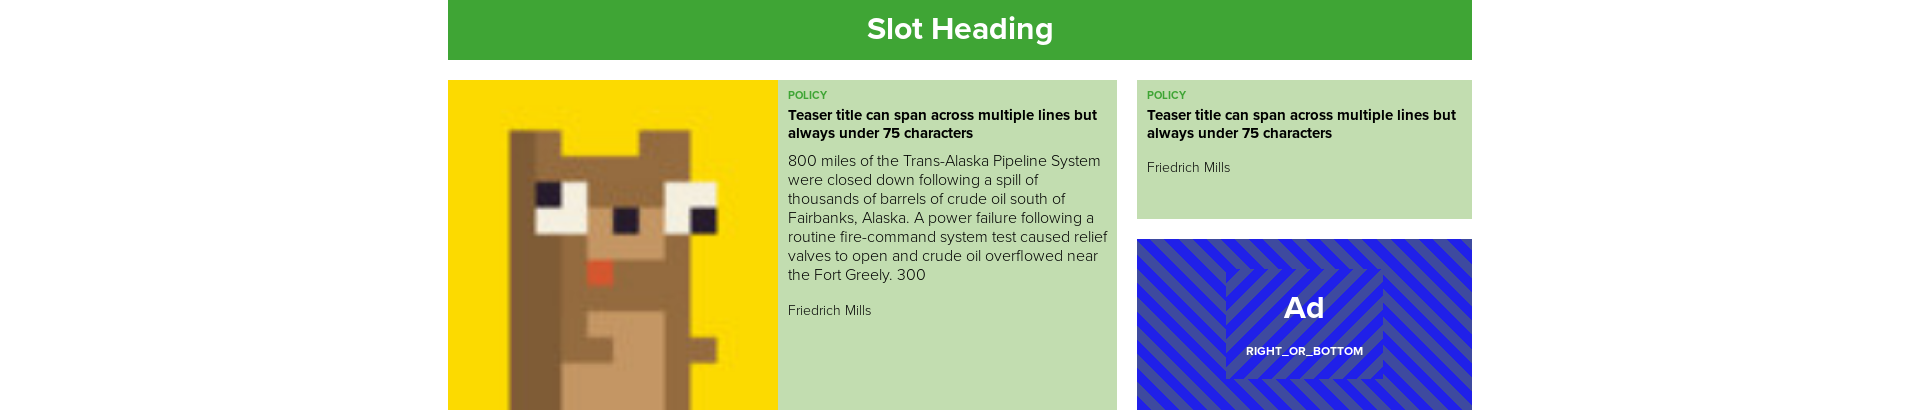 Slot Heading
POLICY
Teaser title can span across multiple lines but
always under 75 characters
800 miles of the Trans-Alaska Pipeline System
were closed down following a spill of
thousands of barrels of crude oil south of
Fairbanks, Alaska. A power failure following a
routine fire-command system test caused relief
valves to open and crude oil overflowed near
the Fort Greely. 300
Friedrich Mills
POLICY
Teaser title can span across multiple lines but
always under 75 characters
Friedrich Mills
Ad
RIGHT_OR_BOTTOM